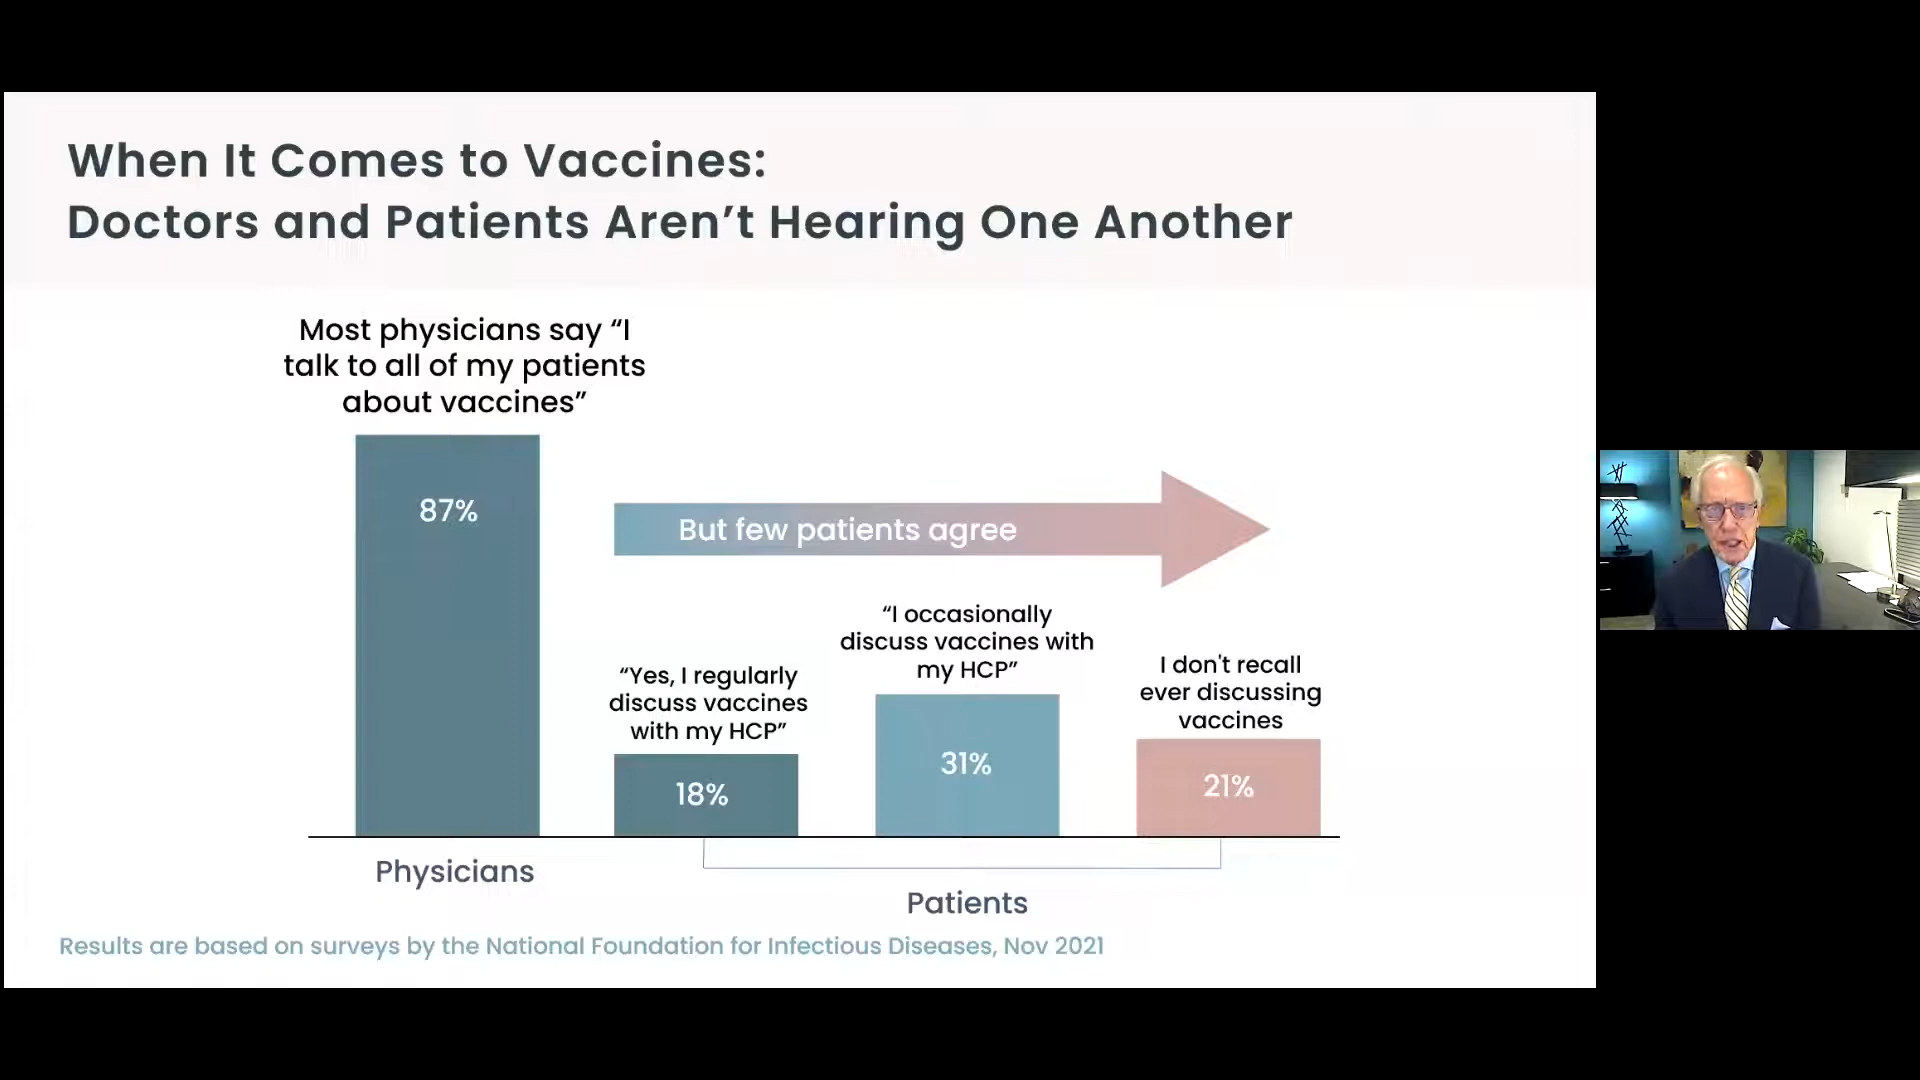 When It Comes to Vaccines:
Doctors and Patients Aren’t Hearing One Another
Most physicians say “I
talk to all of my patients
about vaccines”
87%
But few patients agree
“Yes, I regularly
discuss vaccines
with my HCP”
18%
“I occasionally
discuss vaccines with
my HCP”
31%
I don't recall
ever discussing
vaccines
21%
Physicians
Patients
Results are based on surveys by the National Foundation for Infectious Diseases, Nov 2021